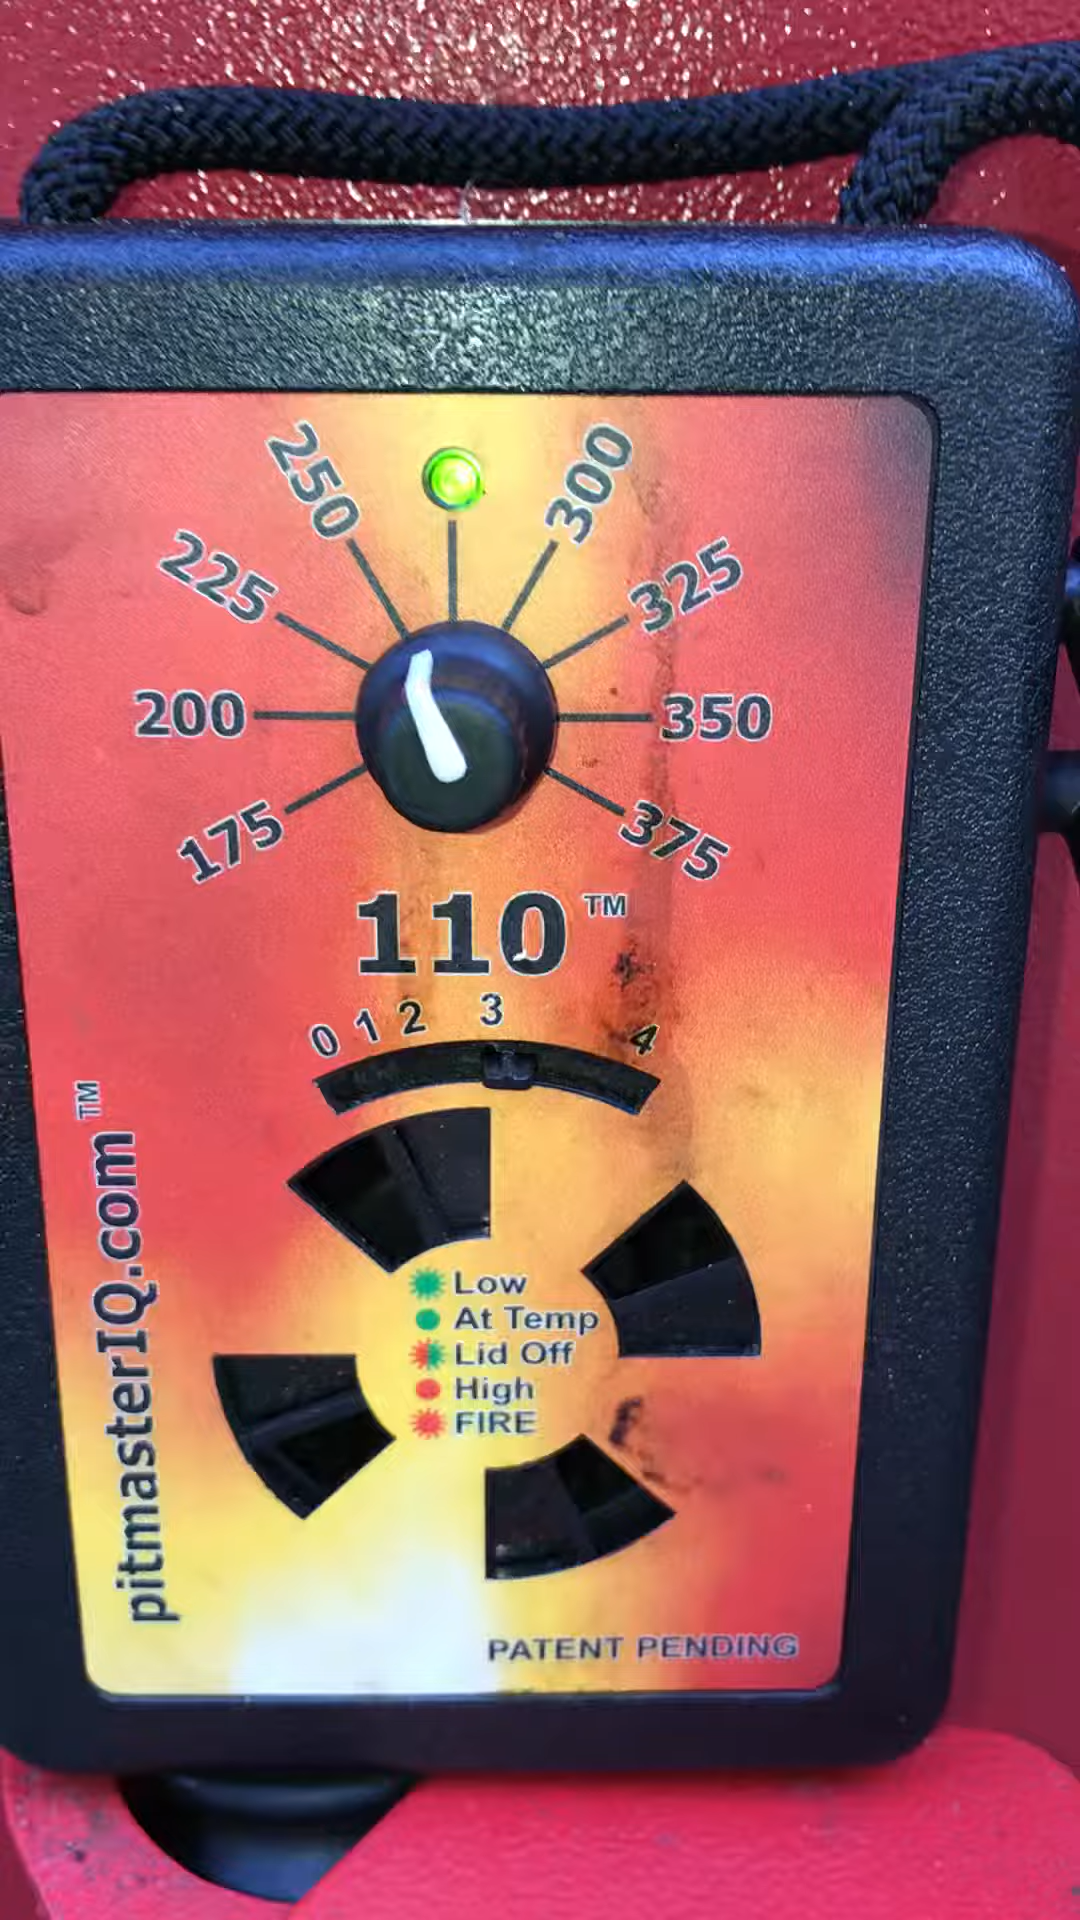 250
300
225
325
200
350
175
375
110 ™
0 1 2 3 4
pitmasterIQ.com ™
Low
At Temp
Lid Off
High
FIRE
PATENT PENDING